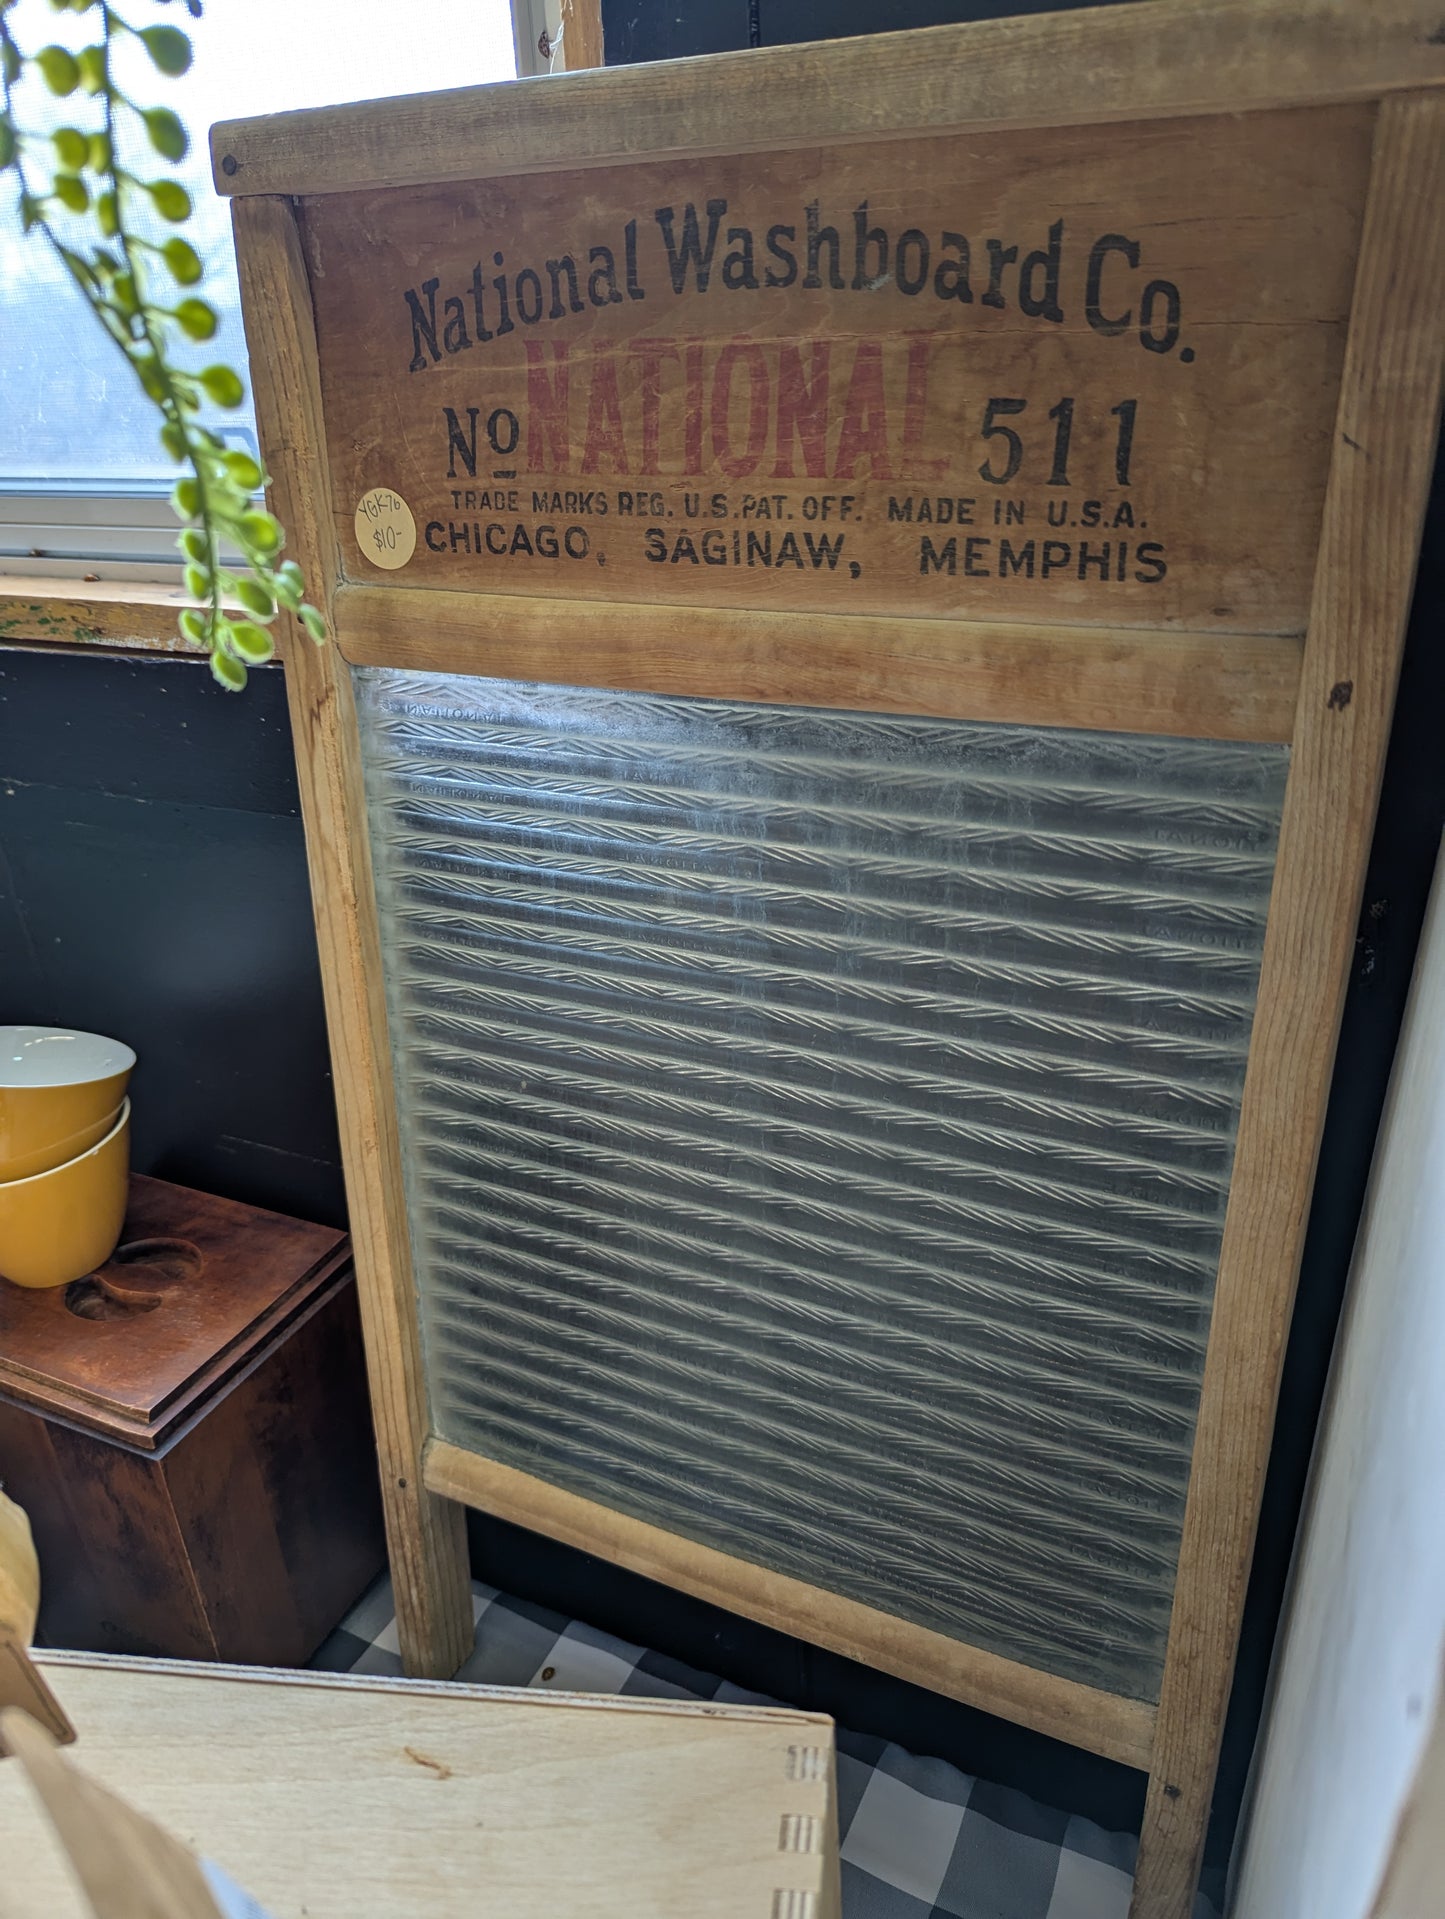 National Washboard Co.
No NATIONAL 511
TRADE MARKS REG. U.S. PAT. OFF. MADE IN U.S.A.
CHICAGO, SAGINAW, MEMPHIS
YGK76
$10-